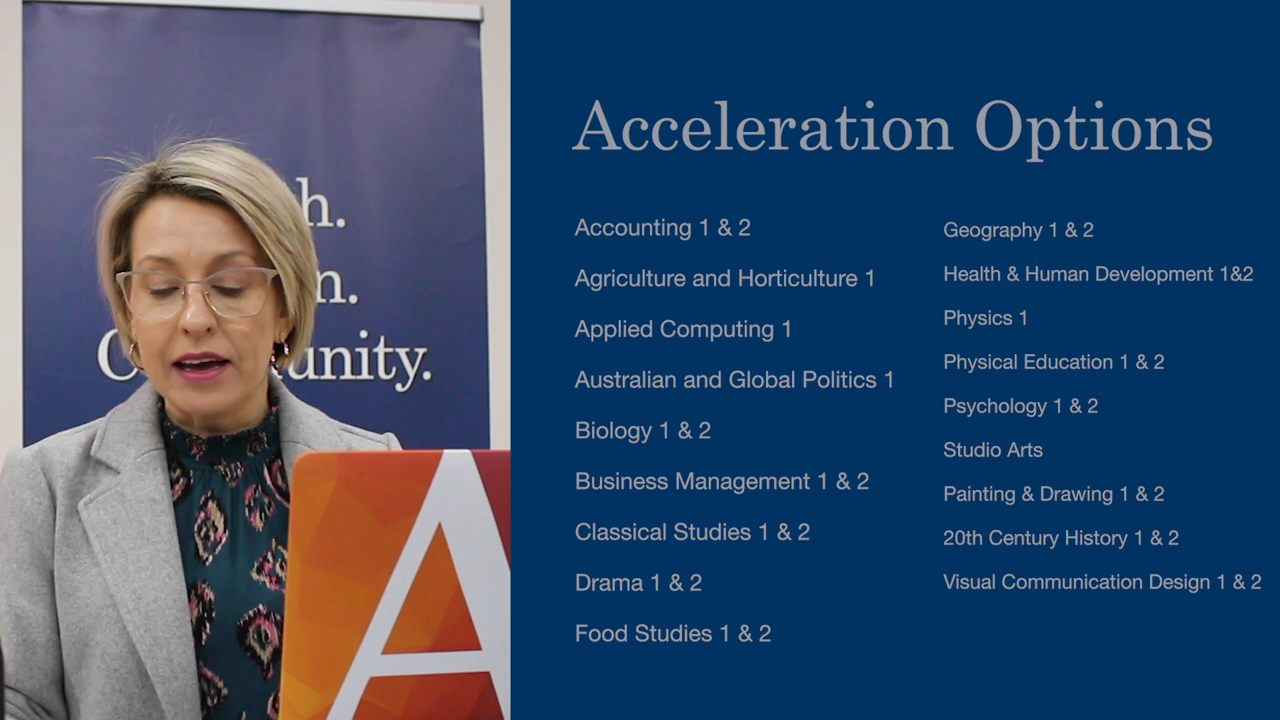 Acceleration Options
Accounting 1 & 2
Agriculture and Horticulture 1
Applied Computing 1
Australian and Global Politics 1
Biology 1 & 2
Business Management 1 & 2
Classical Studies 1 & 2
Drama 1 & 2
Food Studies 1 & 2
Geography 1 & 2
Health & Human Development 1&2
Physics 1
Physical Education 1 & 2
Psychology 1 & 2
Studio Arts
Painting & Drawing 1 & 2
20th Century History 1 & 2
Visual Communication Design 1 & 2
A